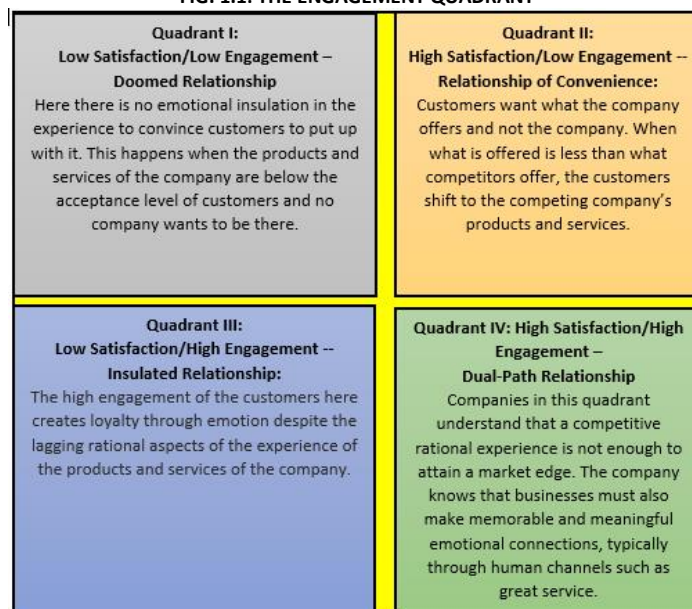 FIG. 1.1: THE ENGAGEMENT QUADRANT
Quadrant I:
Low Satisfaction/Low Engagement –
Doomed Relationship
Here there is no emotional insulation in the
experience to convince customers to put up
with it. This happens when the products and
services of the company are below the
acceptance level of customers and no
company wants to be there.
Quadrant II:
High Satisfaction/Low Engagement --
Relationship of Convenience:
Customers want what the company
offers and not the company. When
what is offered is less than what
competitors offer, the customers
shift to the competing company’s
products and services.
Quadrant III:
Low Satisfaction/High Engagement --
Insulated Relationship:
The high engagement of the customers here
creates loyalty through emotion despite the
lagging rational aspects of the experience of
the products and services of the company.
Quadrant IV: High Satisfaction/High
Engagement –
Dual-Path Relationship
Companies in this quadrant
understand that a competitive
rational experience is not enough to
attain a market edge. The company
knows that businesses must also
make memorable and meaningful
emotional connections, typically
through human channels such as
great service.